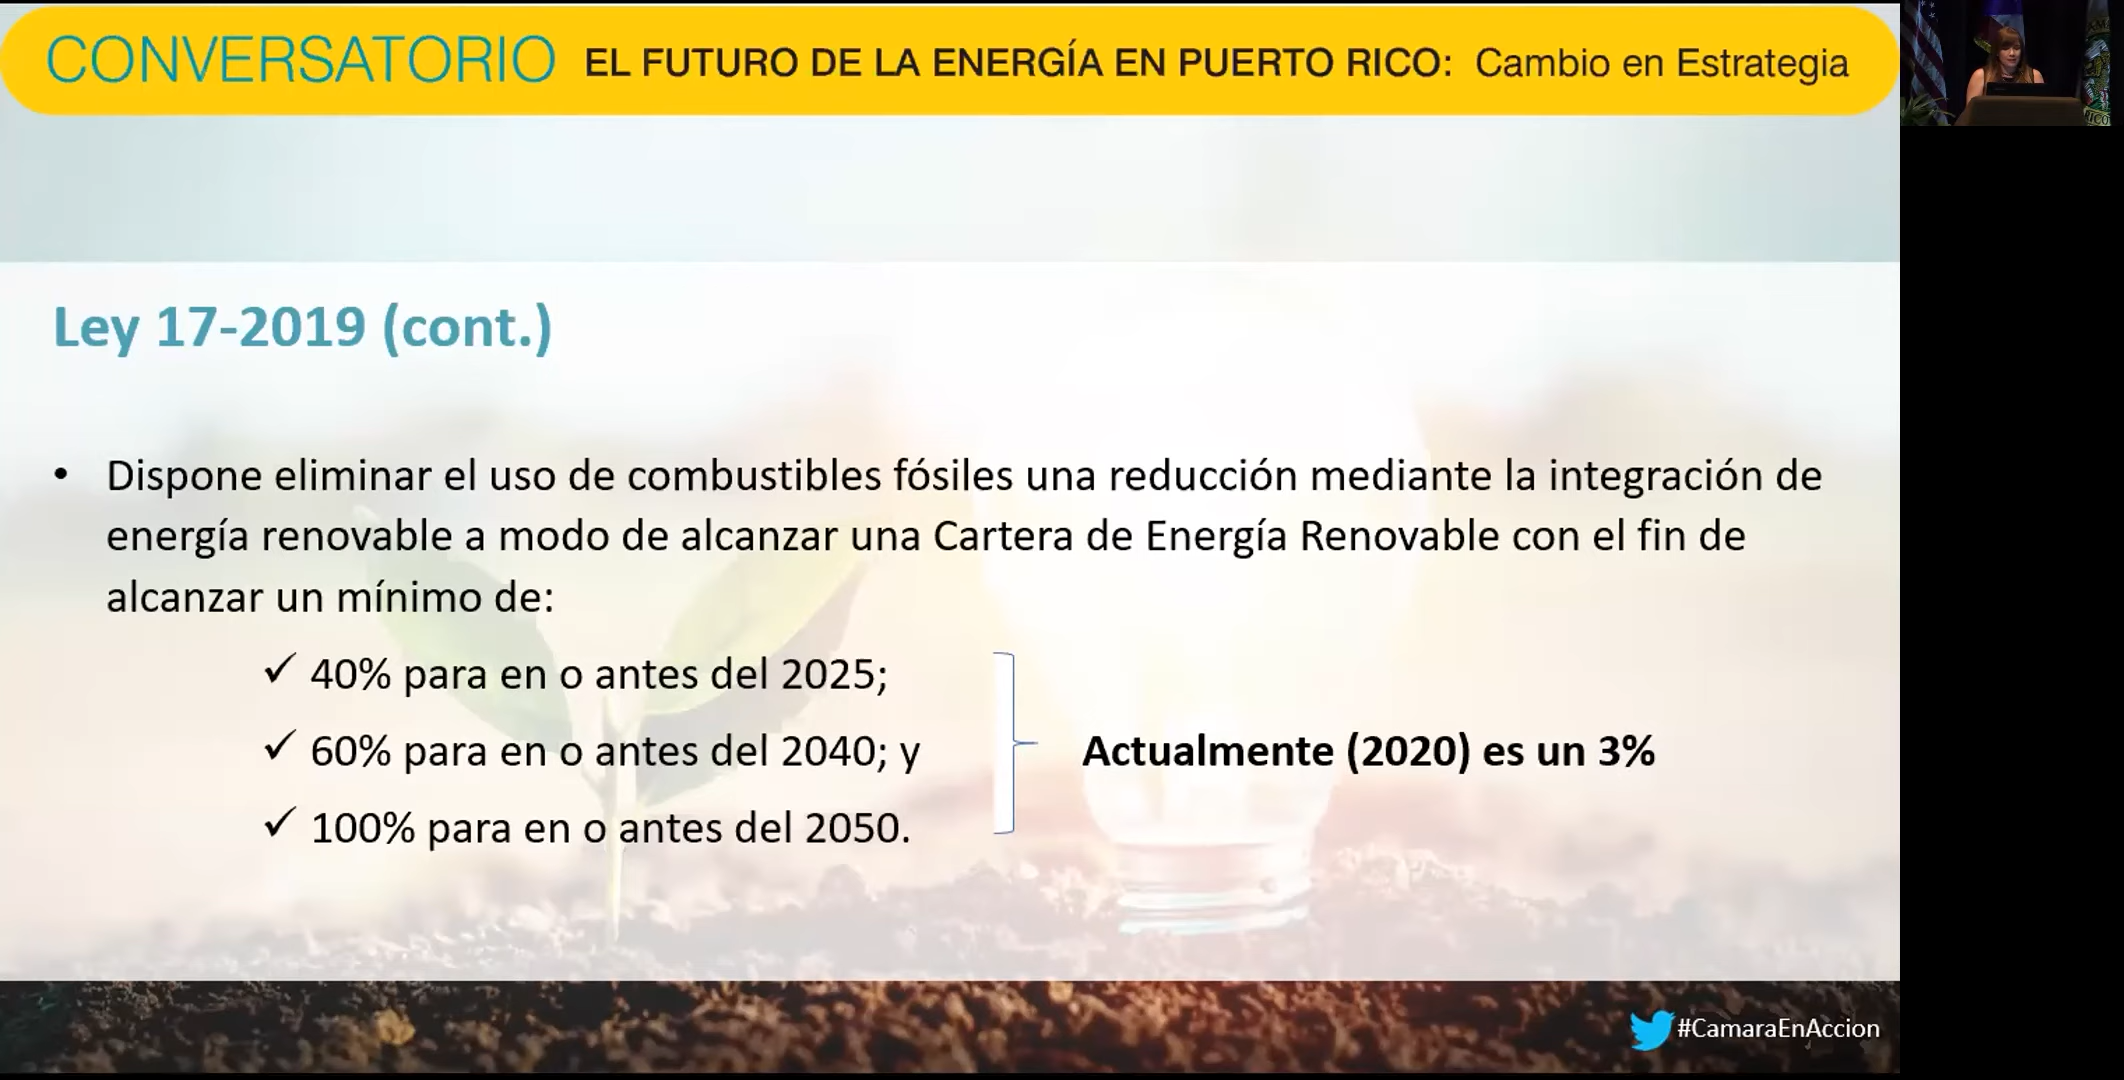 CONVERSATORIO EL FUTURO DE LA ENERGÍA EN PUERTO RICO: Cambio en Estrategia
Ley 17-2019 (cont.)
• Dispone eliminar el uso de combustibles fósiles una reducción mediante la integración de
energía renovable a modo de alcanzar una Cartera de Energía Renovable con el fin de
alcanzar un mínimo de:
✓ 40% para en o antes del 2025;
✓ 60% para en o antes del 2040; y
✓ 100% para en o antes del 2050.
Actualmente (2020) es un 3%
#CamaraEnAccion